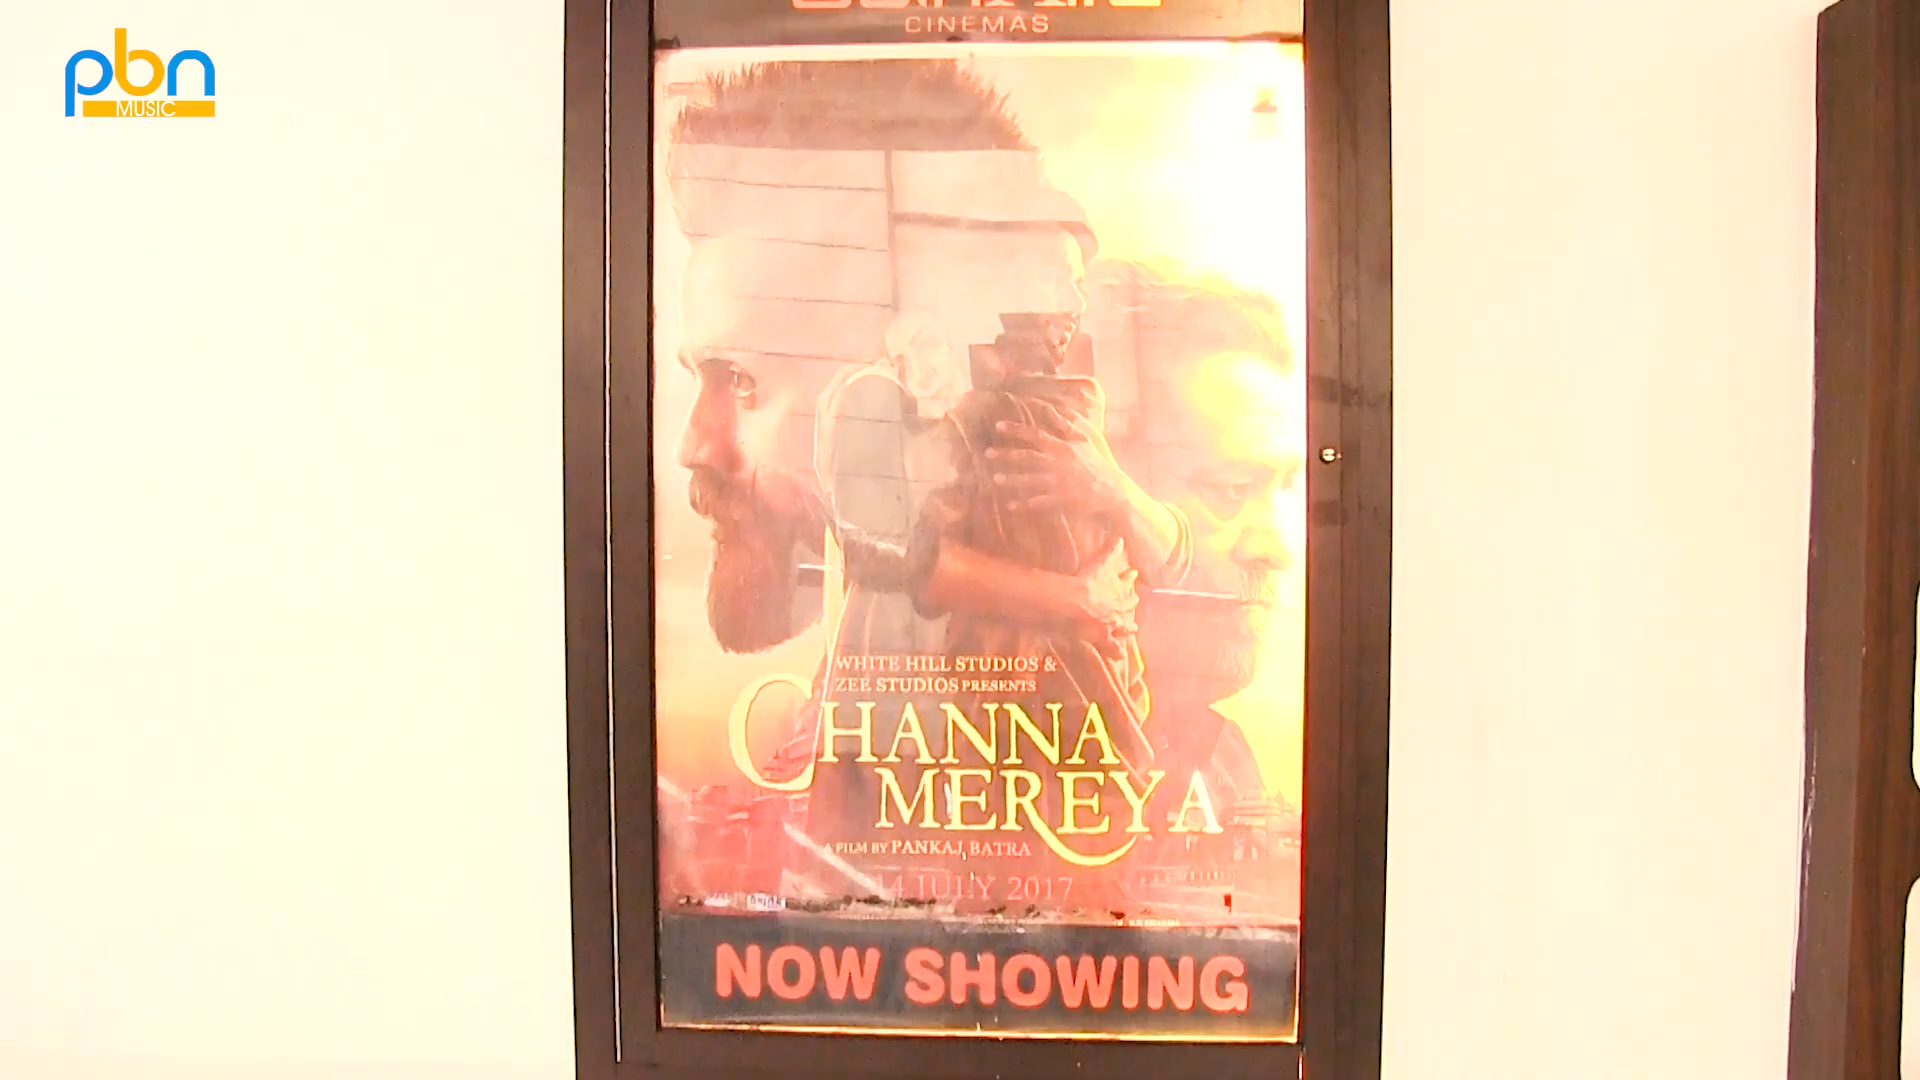 pbn
MUSIC
CINEMAS
WHITE HILL STUDIOS &
ZEE STUDIOS PRESENTS
CHANNA
MEREYA
A FILM BY PANKAJ BATRA
14 JULY 2017
NOW SHOWING